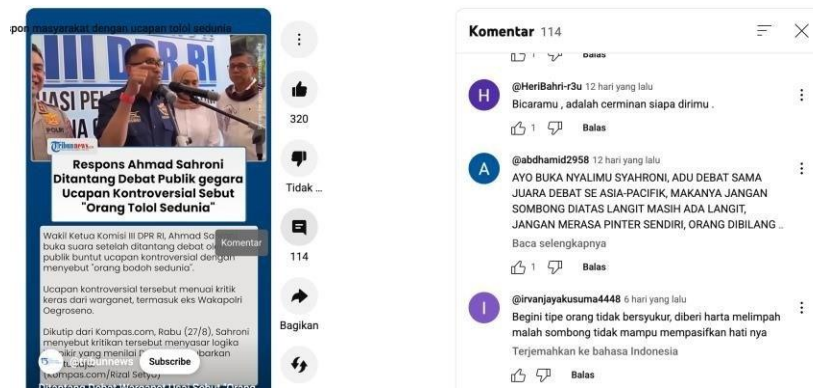 pon masyarakat dengan ucapan tolol sedunia
III DPR RI
Tribunnews.com
Respons Ahmad Sahroni
Ditantang Debat Publik gegara
Ucapan Kontroversial Sebut
"Orang Tolol Sedunia"
Wakil Ketua Komisi III DPR RI, Ahmad
buka suara setelah ditantang debat
publik buntut ucapan kontroversial dengan
menyebut "orang bodoh sedunia".
Komentar
Ucapan kontroversial tersebut menuai kritik
keras dari warganet, termasuk eks Wakapolri
Oegroseno.
Dikutip dari Kompas.com, Rabu (27/8), Sahroni
menyebut kritikan tersebut menyasar logika
yang menilai
@tribunnews
Subscribe
(Kompas.com/Rizal
320
Tidak ...
114
Bagikan
Komentar 114
1 Balas
H
@HeriBahri-r3u 12 hari yang lalu
Bicaramu , adalah cerminan siapa dirimu .
1 Balas
A
@abdhamid2958 12 hari yang lalu
AYO BUKA NYALIMU SYAHRONI, ADU DEBAT SAMA
JUARA DEBAT SE ASIA-PACIFIK, MAKANYA JANGAN
SOMBONG DIATAS LANGIT MASIH ADA LANGIT,
JANGAN MERASA PINTER SENDIRI, ORANG DIBILANG ..
Baca selengkapnya
1 Balas
I
@irvanjayakusuma4448 6 hari yang lalu
Begini tipe orang tidak bersyukur, diberi harta melimpah
malah sombong tidak mampu mempasifkan hati nya
Terjemahkan ke bahasa Indonesia
Balas